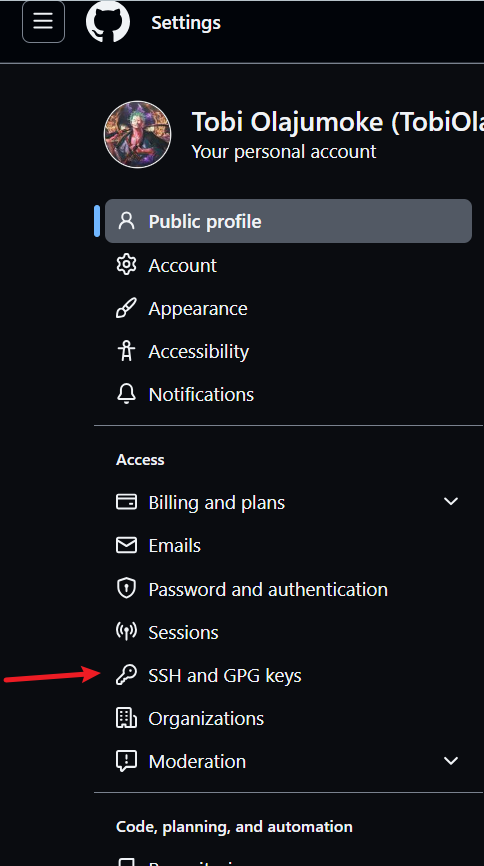 Settings
Tobi Olajumoke (TobiOla
Your personal account
Public profile
Account
Appearance
Accessibility
Notifications
Access
Billing and plans
Emails
Password and authentication
Sessions
SSH and GPG keys
Organizations
Moderation
Code, planning, and automation